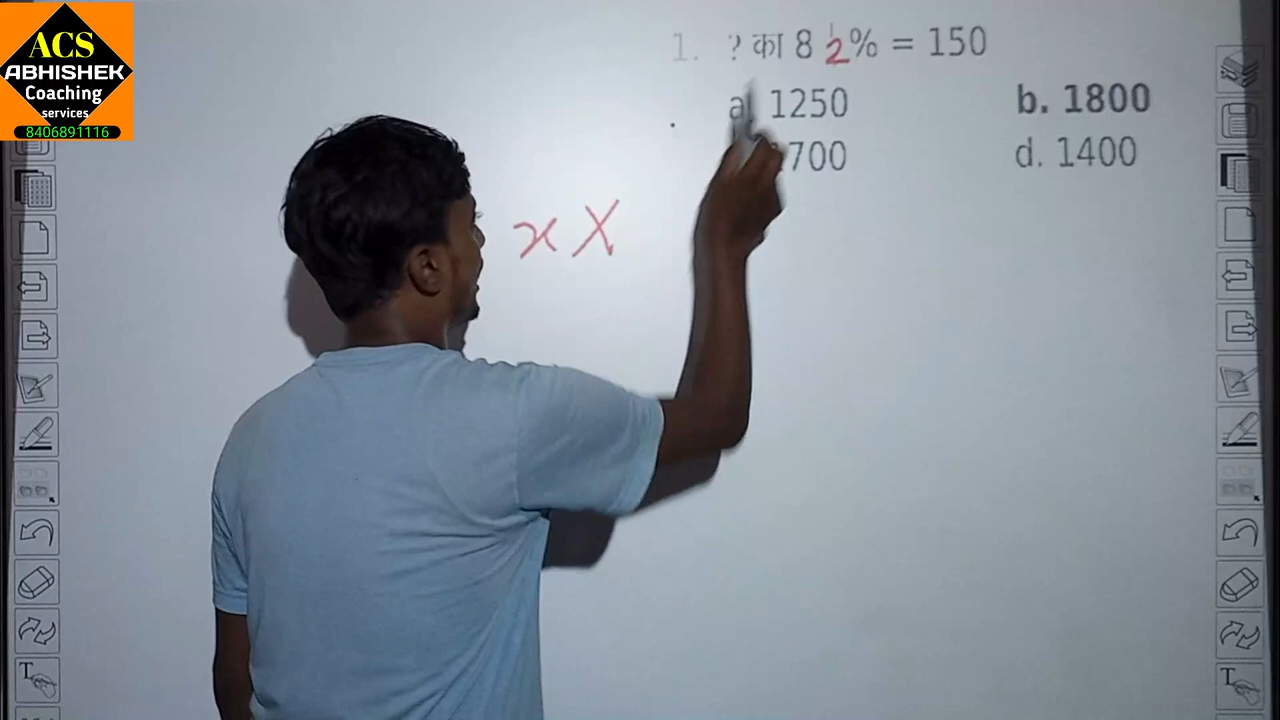 ACS
ABHISHEK
Coaching
services
8406891116
1. ? का 8 1/2% = 150
a. 1250 b. 1800
700 d. 1400
x X
T
T